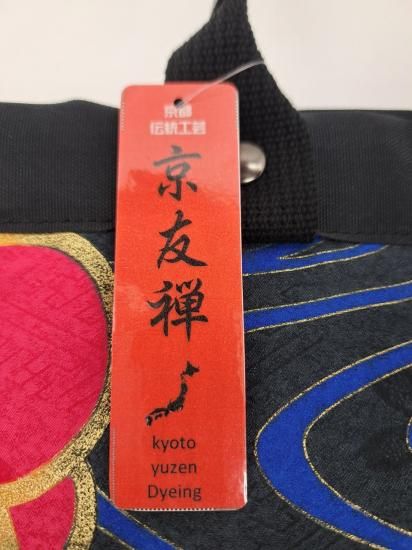 京都
伝統工芸
京友禅
kyoto
yuzen
Dyeing